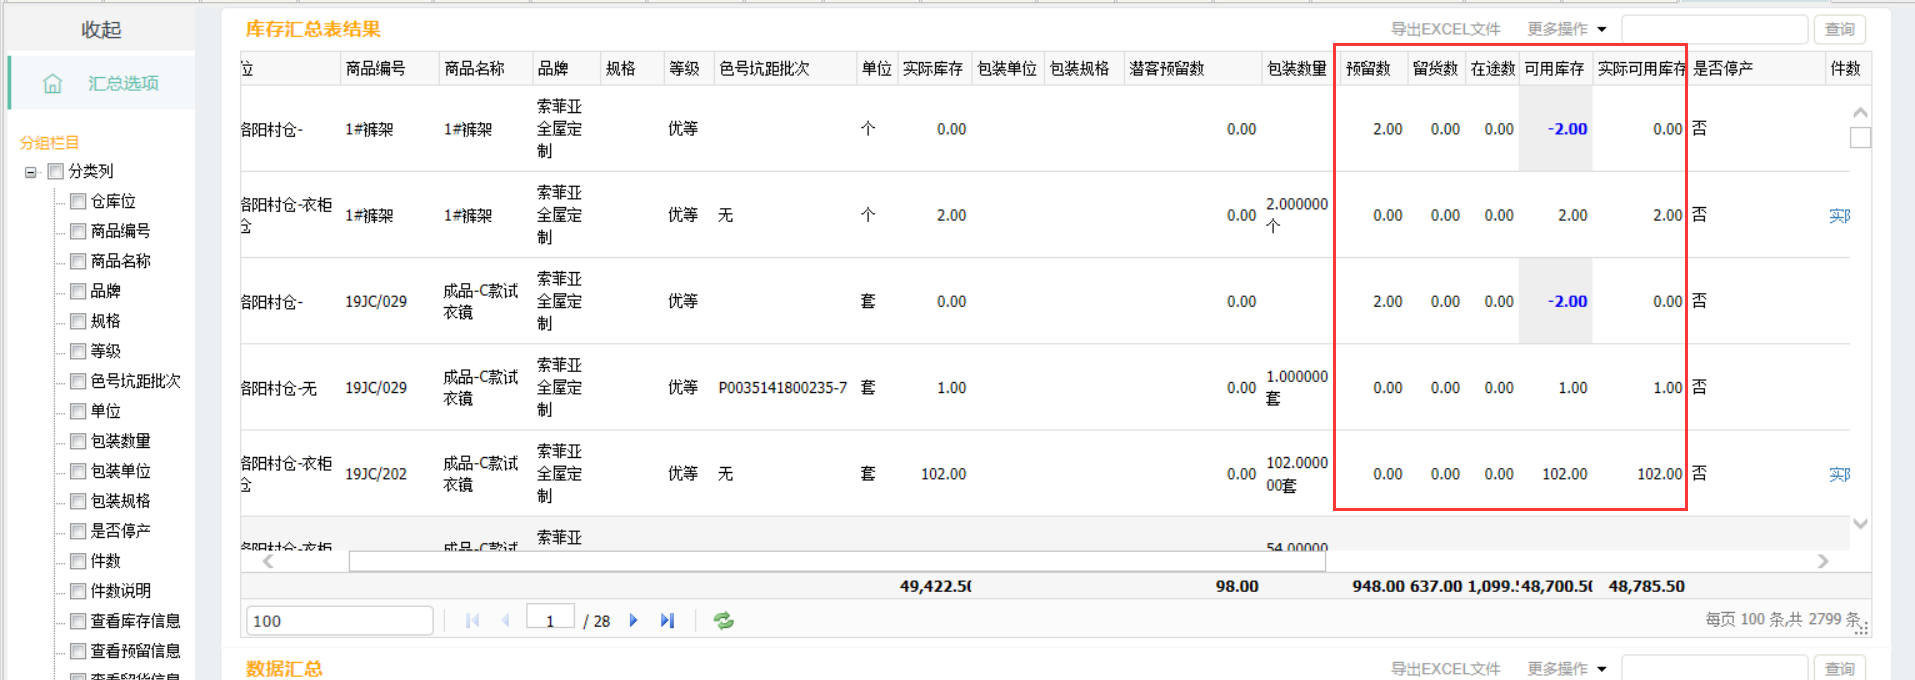 收起
汇总选项
分组栏目
分类列
仓库位
商品编号
商品名称
品牌
规格
等级
色号坑距批次
单位
包装数量
包装单位
包装规格
是否停产
件数
件数说明
查看库存信息
查看预留信息
查看留货信息
库存汇总表结果 导出EXCEL文件 更多操作 查询
位 商品编号 商品名称 品牌 规格 等级 色号坑距批次 单位 实际库存 包装单位 包装规格 潜客预留数 包装数量 预留数 留货数 在途数 可用库存 实际可用库存 是否停产 件数
洛阳村仓- 1#裤架 1#裤架 索菲亚全屋定制 优等 个 0.00 0.00 2.00 0.00 0.00 -2.00 0.00 否
洛阳村仓-衣柜仓 1#裤架 1#裤架 索菲亚全屋定制 优等 无 个 2.00 0.00 2.000000个 0.00 0.00 0.00 2.00 2.00 否 实际
洛阳村仓- 19JC/029 成品-C款试衣镜 索菲亚全屋定制 优等 套 0.00 0.00 2.00 0.00 0.00 -2.00 0.00 否
洛阳村仓-无 19JC/029 成品-C款试衣镜 索菲亚全屋定制 优等 P0035141800235-7 套 1.00 0.00 1.000000套 0.00 0.00 0.00 1.00 1.00 否
洛阳村仓-衣柜仓 19JC/202 成品-C款试衣镜 索菲亚全屋定制 优等 无 套 102.00 0.00 102.000000套 0.00 0.00 0.00 102.00 102.00 否 实际
洛阳村仓-衣柜 成品-C款试 索菲亚 54.00000
49,422.50 98.00 948.00 637.00 1,099. 48,700.50 48,785.50
100 1 / 28 每页 100 条,共 2799 条
数据汇总 导出EXCEL文件 更多操作 查询